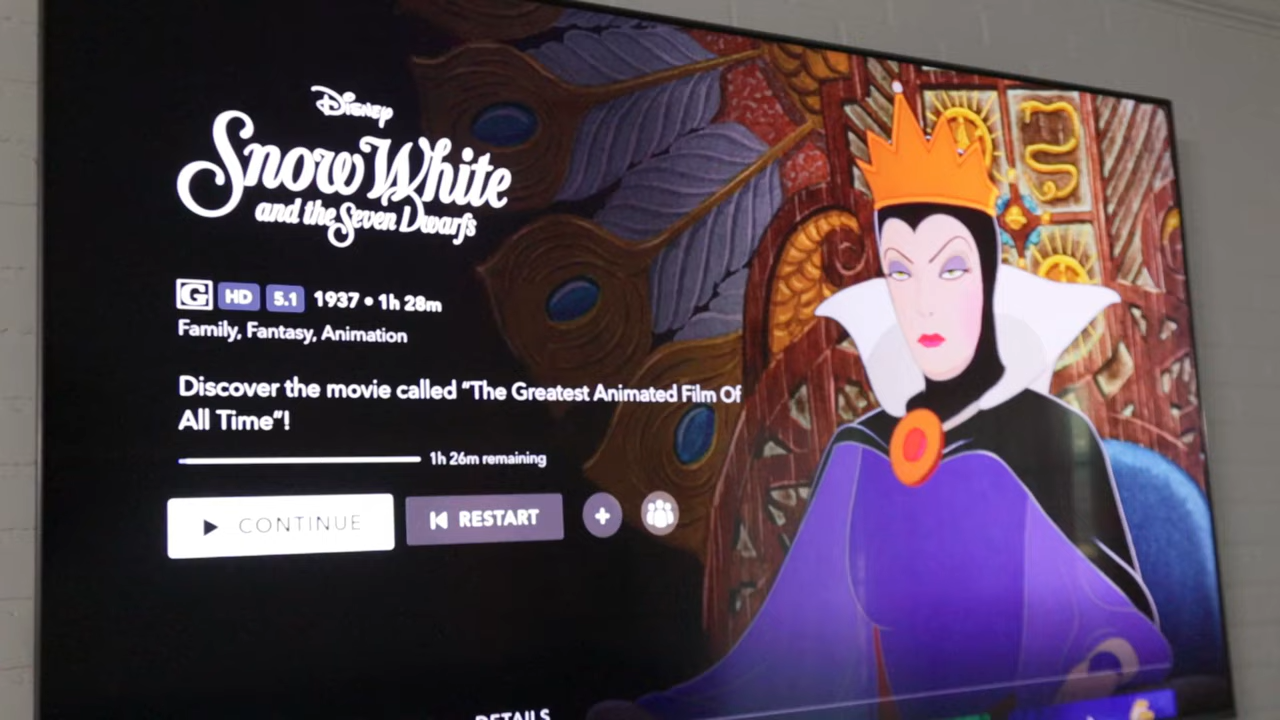 Disney
Snow White
and the Seven Dwarfs
G HD 5.1 1937 • 1h 28m
Family, Fantasy, Animation
Discover the movie called “The Greatest Animated Film Of
All Time”!
1h 26m remaining
CONTINUE RESTART
DETAILS